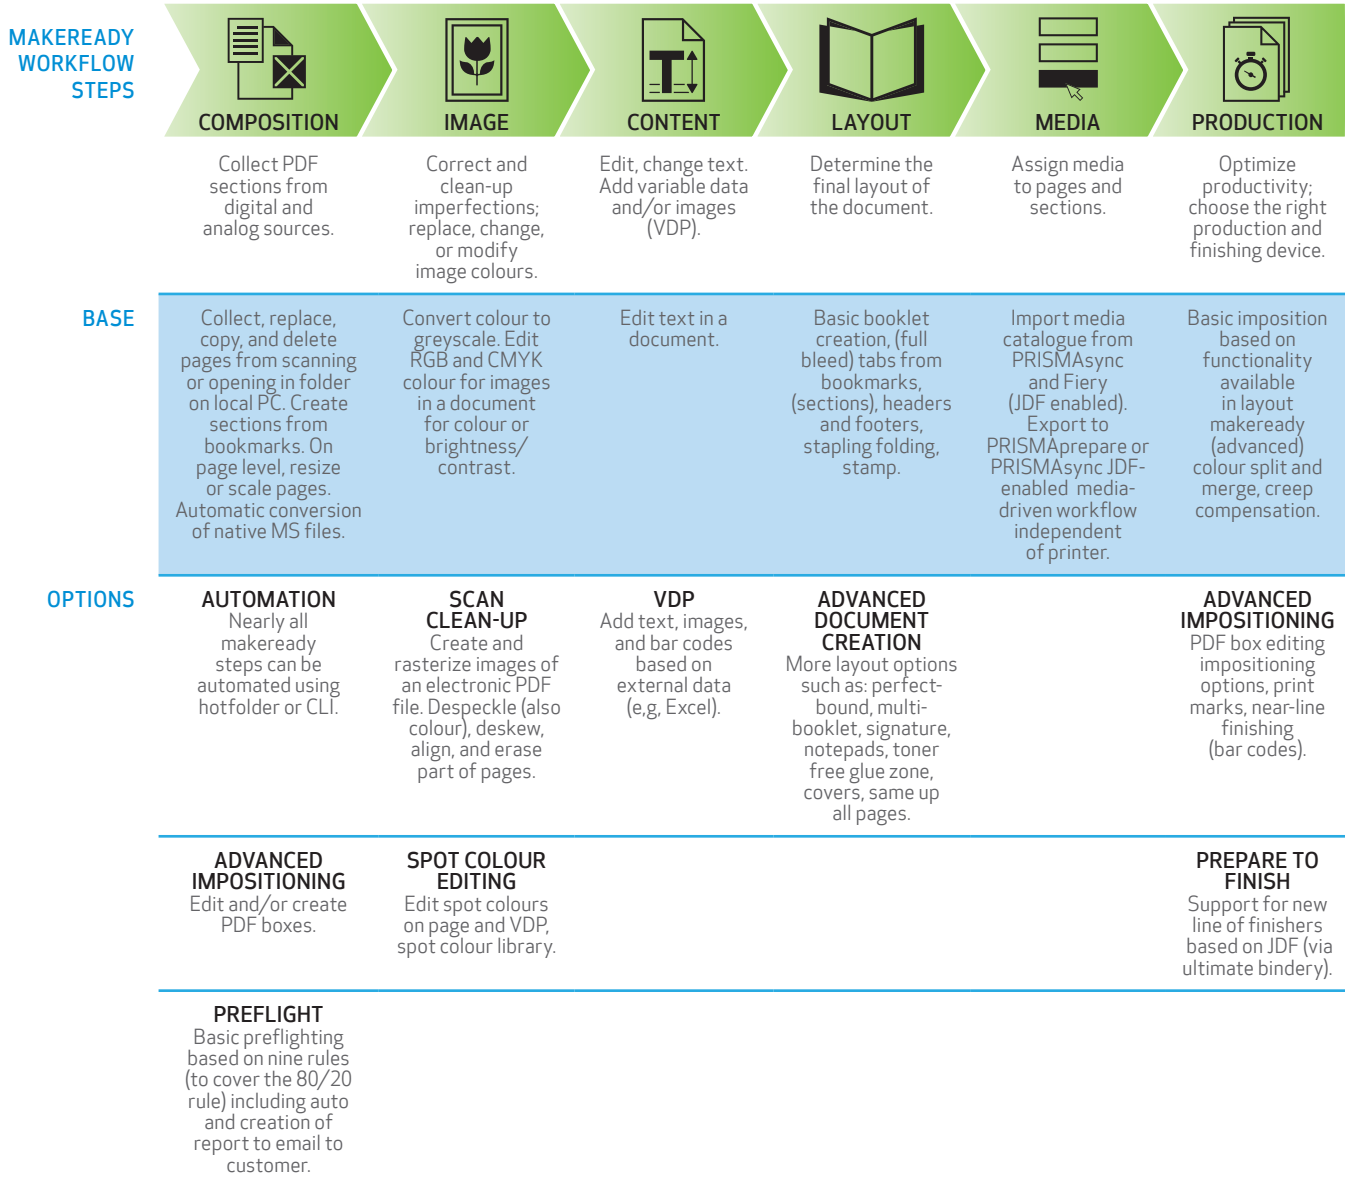 MAKEREADY
WORKFLOW
STEPS
COMPOSITION
IMAGE
CONTENT
LAYOUT
MEDIA
PRODUCTION
Collect PDF
sections from
digital and
analog sources.
Correct and
clean-up
imperfections;
replace, change,
or modify
image colours.
Edit, change text.
Add variable data
and/or images
(VDP).
Determine the
final layout of
the document.
Assign media
to pages and
sections.
Optimize
productivity;
choose the right
production and
finishing device.
BASE
Collect, replace,
copy, and delete
pages from scanning
or opening in folder
on local PC. Create
sections from
bookmarks. On
page level, resize
or scale pages.
Automatic conversion
of native MS files.
Convert colour to
greyscale. Edit
RGB and CMYK
colour for images
in a document
for colour or
brightness/
contrast.
Edit text in a
document.
Basic booklet
creation, (full
bleed) tabs from
bookmarks,
(sections), headers
and footers,
stapling folding,
stamp.
Import media
catalogue from
PRISMAsync
and Fiery
(JDF enabled).
Export to
PRISMAprepare or
PRISMAsync JDF-
enabled media-
driven workflow
independent
of printer.
Basic imposition
based on
functionality
available
in layout
makeready
(advanced)
colour split and
merge, creep
compensation.
OPTIONS
AUTOMATION
Nearly all
makeready
steps can be
automated using
hotfolder or CLI.
SCAN
CLEAN-UP
Create and
rasterize images of
an electronic PDF
file. Despeckle (also
colour), deskew,
align, and erase
part of pages.
VDP
Add text, images,
and bar codes
based on
external data
(e,g, Excel).
ADVANCED
DOCUMENT
CREATION
More layout options
such as: perfect-
bound, multi-
booklet, signature,
notepads, toner
free glue zone,
covers, same up
all pages.
ADVANCED
IMPOSITIONING
PDF box editing
impositioning
options, print
marks, near-line
finishing
(bar codes).
ADVANCED
IMPOSITIONING
Edit and/or create
PDF boxes.
SPOT COLOUR
EDITING
Edit spot colours
on page and VDP,
spot colour library.
PREPARE TO
FINISH
Support for new
line of finishers
based on JDF (via
ultimate bindery).
PREFLIGHT
Basic preflighting
based on nine rules
(to cover the 80/20
rule) including auto
and creation of
report to email to
customer.